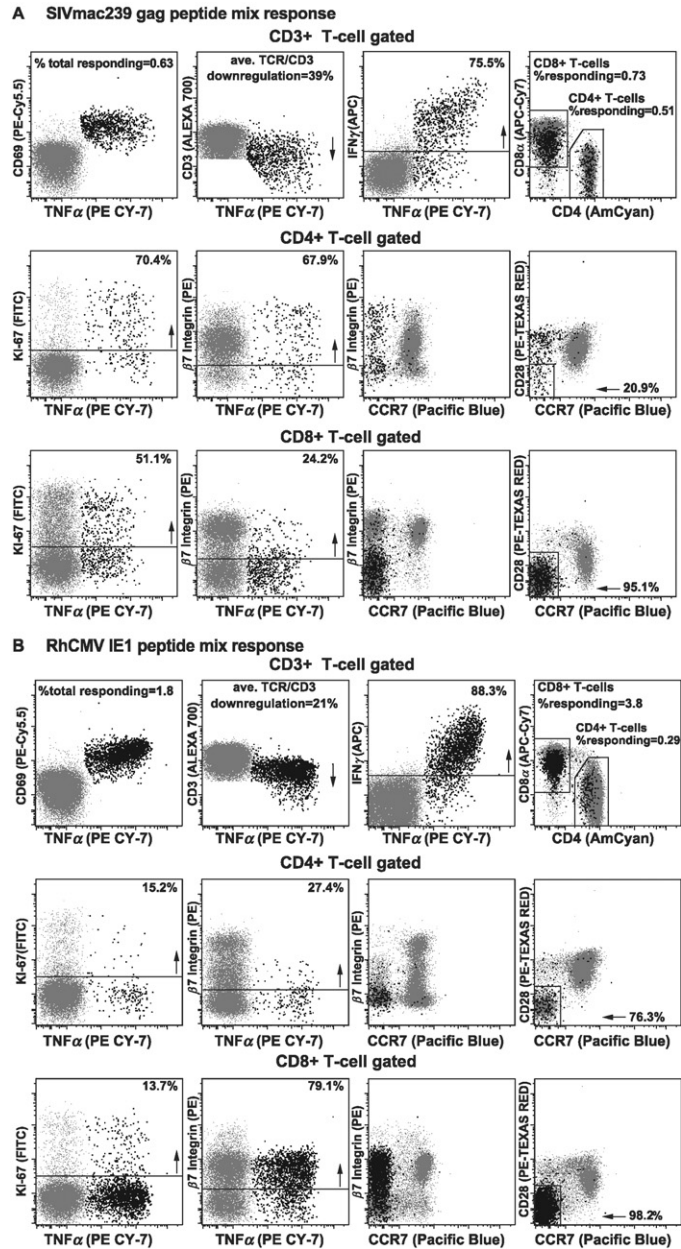 A SIVmac239 gag peptide mix response
CD3+ T-cell gated
% total responding=0.63
CD69 (PE-Cy5.5)
TNFα (PE CY-7)
ave. TCR/CD3
downregulation=39%
CD3 (ALEXA 700)
TNFα (PE CY-7)
75.5%
IFNγ(APC)
TNFα (PE CY-7)
CD8+ T-cells
%responding=0.73
CD4+ T-cells
%responding=0.51
CD8α (APC-Cy7)
CD4 (AmCyan)
CD4+ T-cell gated
70.4%
KI-67 (FITC)
TNFα (PE CY-7)
67.9%
β7 Integrin (PE)
TNFα (PE CY-7)
β7 Integrin (PE)
CCR7 (Pacific Blue)
CD28 (PE-TEXAS RED)
20.9%
CCR7 (Pacific Blue)
CD8+ T-cell gated
51.1%
KI-67 (FITC)
TNFα (PE CY-7)
24.2%
β7 Integrin (PE)
TNFα (PE CY-7)
β7 Integrin (PE)
CCR7 (Pacific Blue)
CD28 (PE-TEXAS RED)
95.1%
CCR7 (Pacific Blue)
B RhCMV IE1 peptide mix response
CD3+ T-cell gated
%total responding=1.8
CD69 (PE-Cy5.5)
TNFα (PE CY-7)
ave. TCR/CD3
downregulation=21%
CD3 (ALEXA 700)
TNFα (PE CY-7)
88.3%
IFNγ(APC)
TNFα (PE CY-7)
CD8+ T-cells
%responding=3.8
CD4+ T-cells
%responding=0.29
CD8α (APC-Cy7)
CD4 (AmCyan)
CD4+ T-cell gated
15.2%
KI-67(FITC)
TNFα (PE CY-7)
27.4%
β7 Integrin (PE)
TNFα (PE CY-7)
β7 Integrin (PE)
CCR7 (Pacific Blue)
CD28 (PE-TEXAS RED)
76.3%
CCR7 (Pacific Blue)
CD8+ T-cell gated
13.7%
KI-67 (FITC)
TNFα (PE CY-7)
79.1%
β7 Integrin (PE)
TNFα (PE CY-7)
β7 Integrin (PE)
CCR7 (Pacific Blue)
CD28 (PE-TEXAS RED)
98.2%
CCR7 (Pacific Blue)